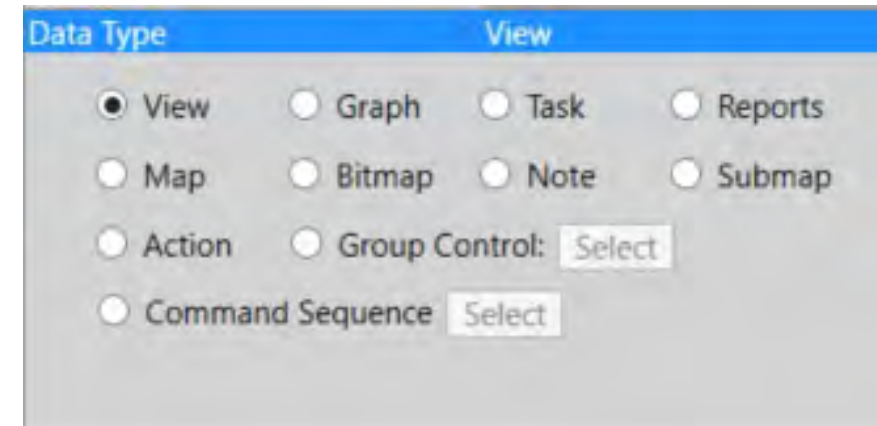 Data Type View
View Graph Task Reports
Map Bitmap Note Submap
Action Group Control: Select
Command Sequence Select